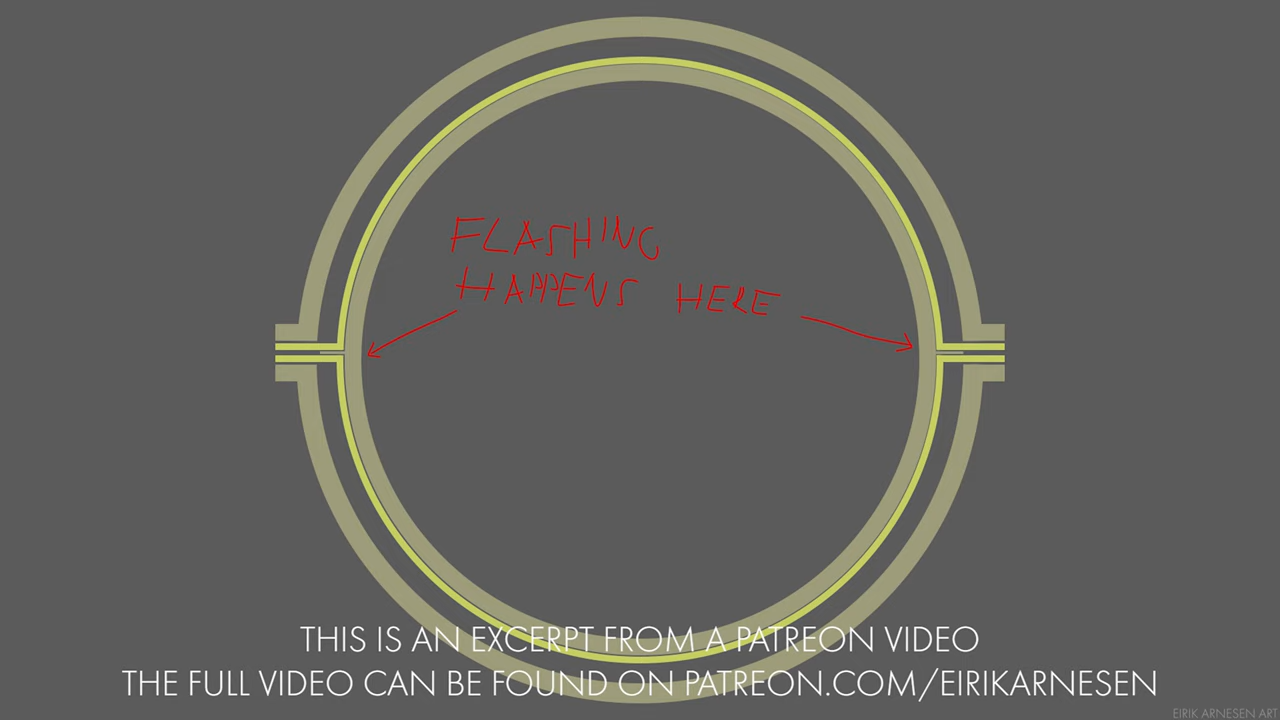 FLASHING
HAPPENS HERE
THIS IS AN EXCERPT FROM A PATREON VIDEO
THE FULL VIDEO CAN BE FOUND ON PATREON.COM/EIRIKARNESEN
EIRIK ARNESEN ART